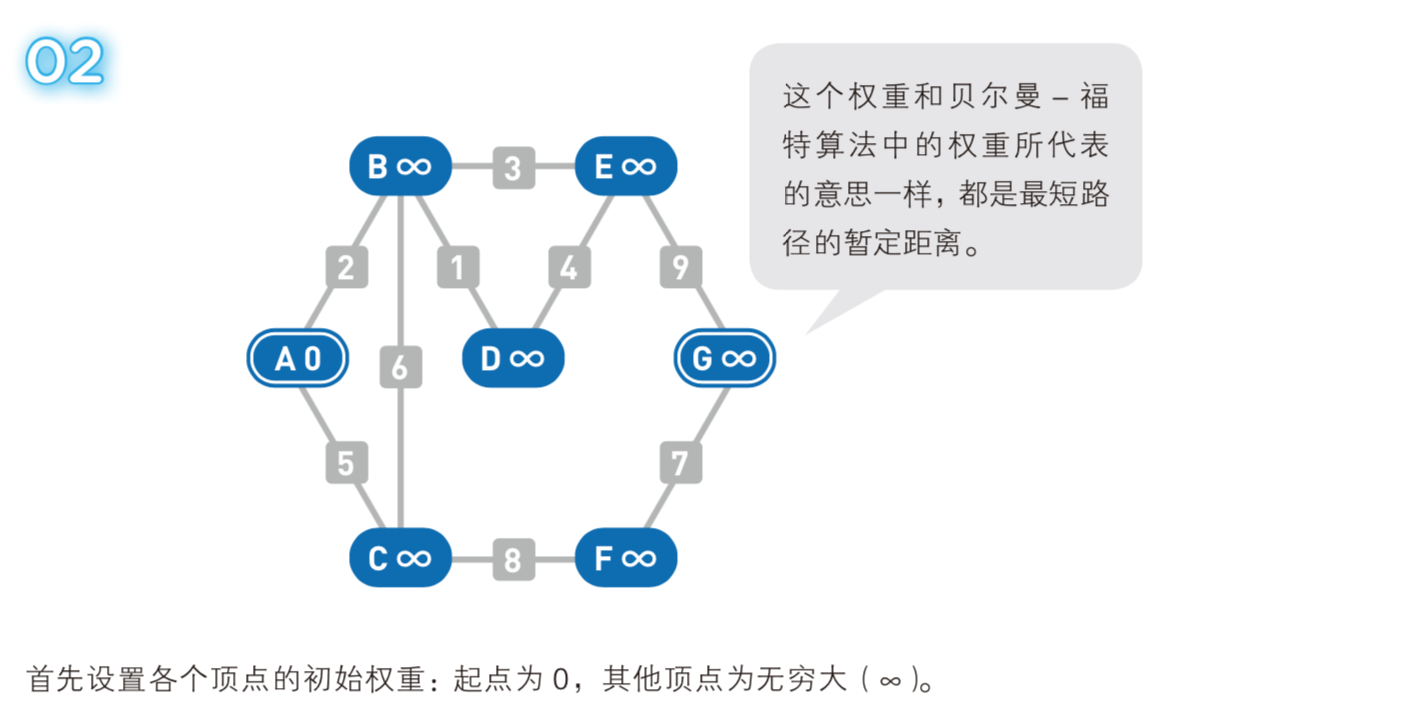 02
这个权重和贝尔曼 – 福
特算法中的权重所代表
的意思一样，都是最短路
径的暂定距离。
B ∞
3
E ∞
2
1
4
9
A 0
6
D ∞
G ∞
5
7
C ∞
8
F ∞
首先设置各个顶点的初始权重：起点为 0，其他顶点为无穷大（ ∞ ）。